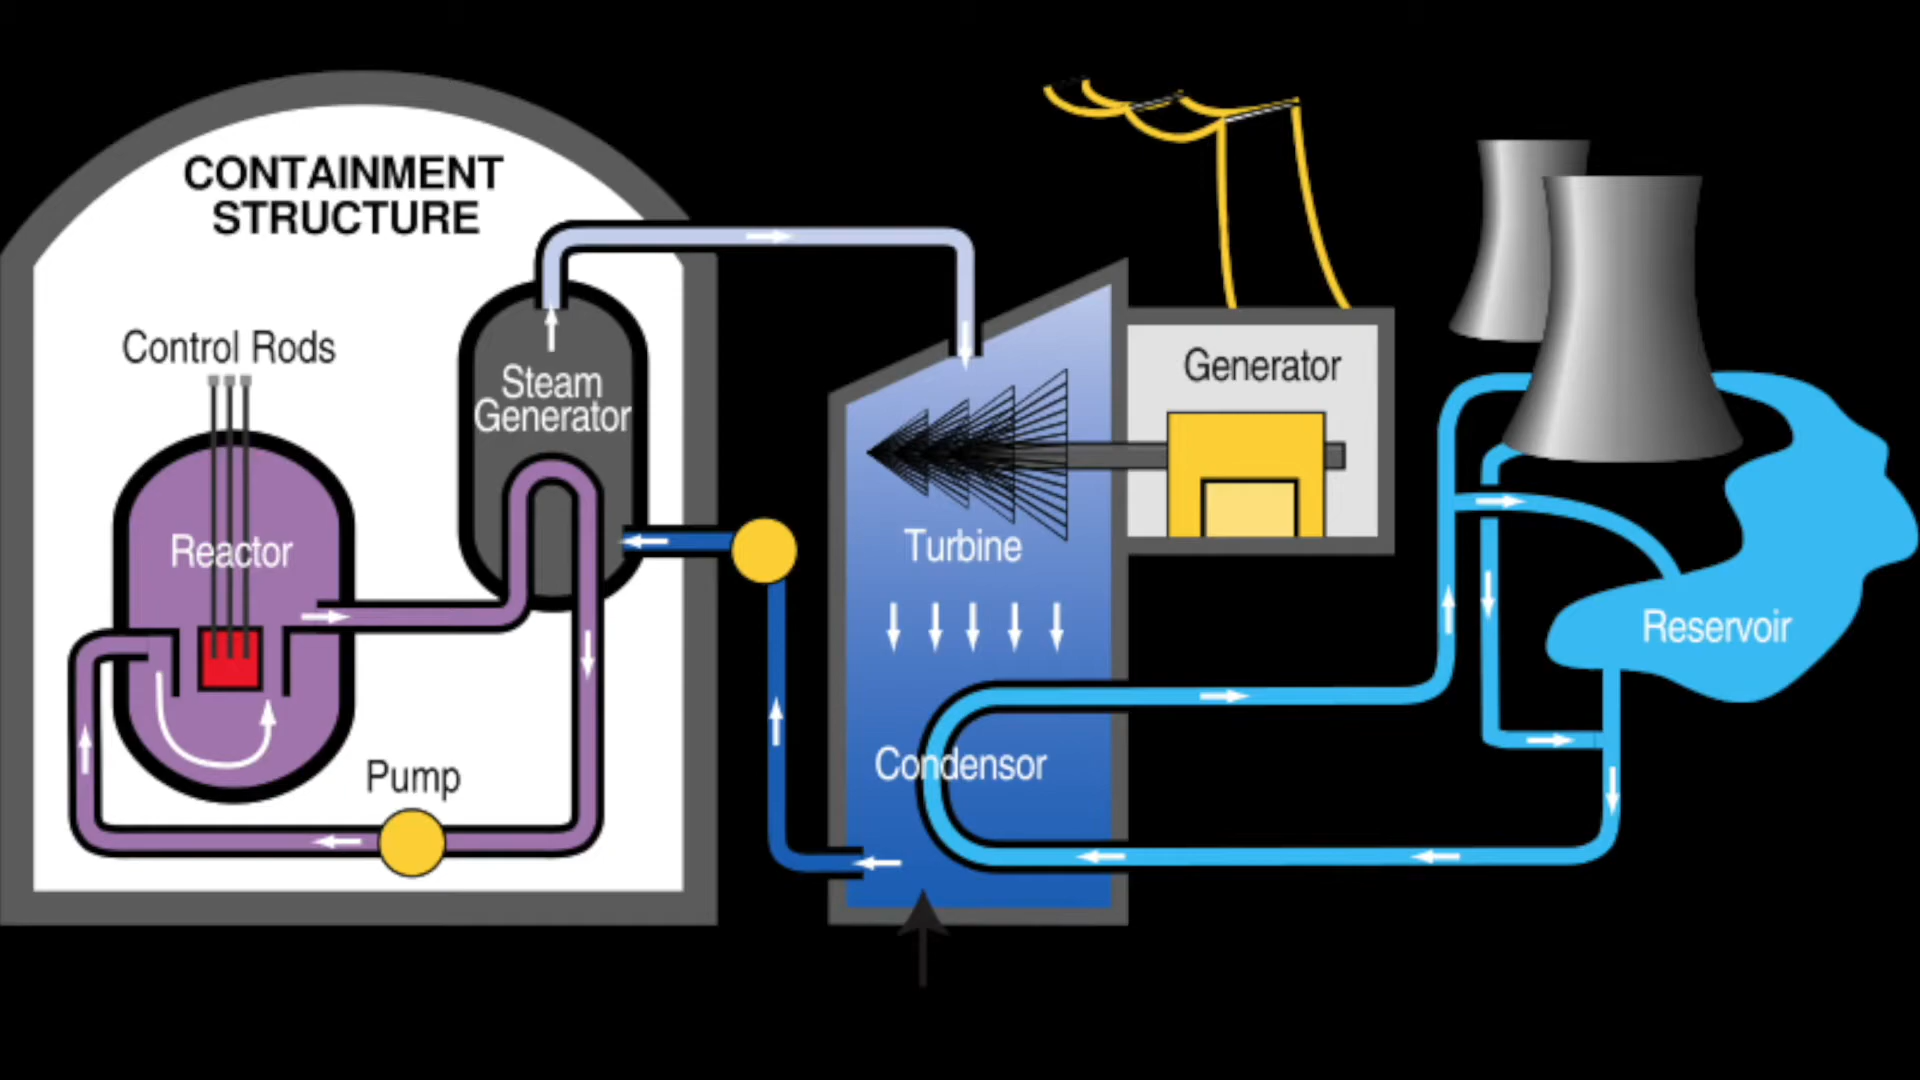 CONTAINMENT
STRUCTURE
Control Rods
Steam
Generator
Reactor
Pump
Generator
Turbine
Condensor
Reservoir